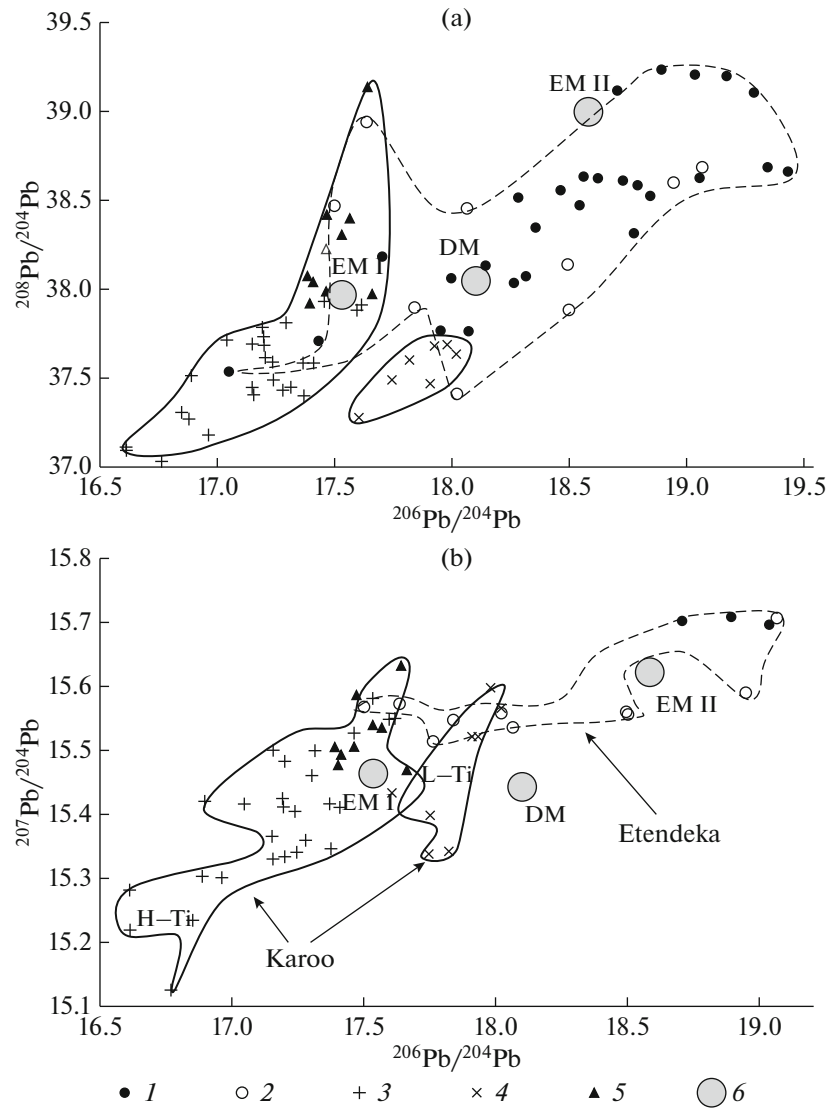 (a)
39.5
39.0
38.5
38.0
37.5
37.0
²⁰⁸Pb/²⁰⁴Pb
EM II
DM
EM I
16.5 17.0 17.5 18.0 18.5 19.0 19.5
²⁰⁶Pb/²⁰⁴Pb
(b)
15.8
15.7
15.6
15.5
15.4
15.3
15.2
15.1
²⁰⁷Pb/²⁰⁴Pb
EM II
L–Ti
EM I
DM
Etendeka
H–Ti
Karoo
16.5 17.0 17.5 18.0 18.5 19.0
²⁰⁶Pb/²⁰⁴Pb
1 2 3 4 5 6